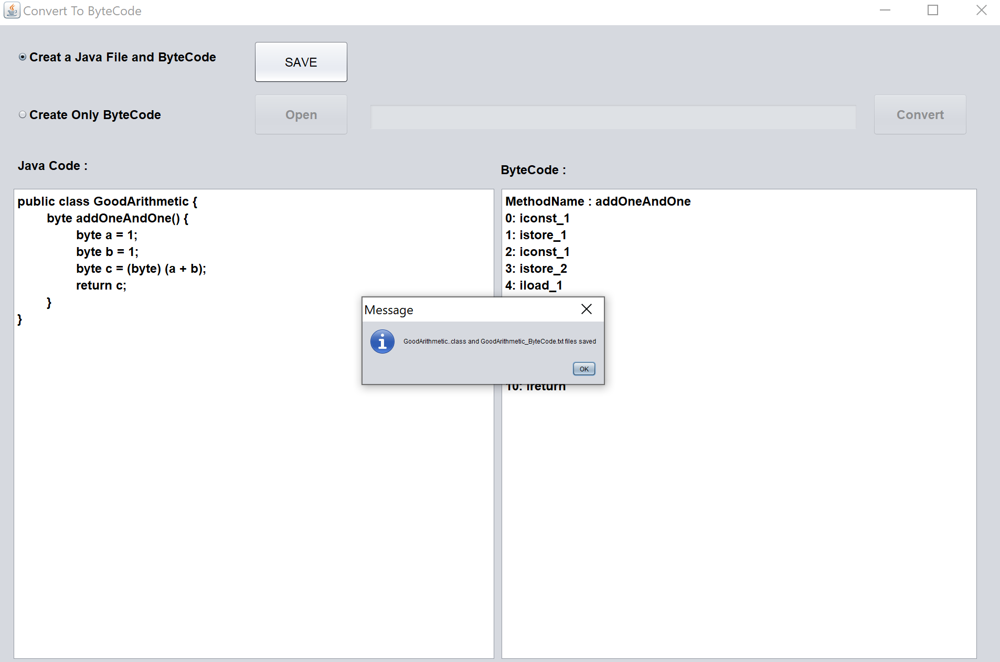 Convert To ByteCode
Creat a Java File and ByteCode
SAVE
Create Only ByteCode
Open
Convert
Java Code :
ByteCode :
public class GoodArithmetic {
byte addOneAndOne() {
byte a = 1;
byte b = 1;
byte c = (byte) (a + b);
return c;
}
}
MethodName : addOneAndOne
0: iconst_1
1: istore_1
2: iconst_1
3: istore_2
4: iload_1
Message
GoodArithmetic..class and GoodArithmetic_ByteCode.txt files saved
OK
10: ireturn